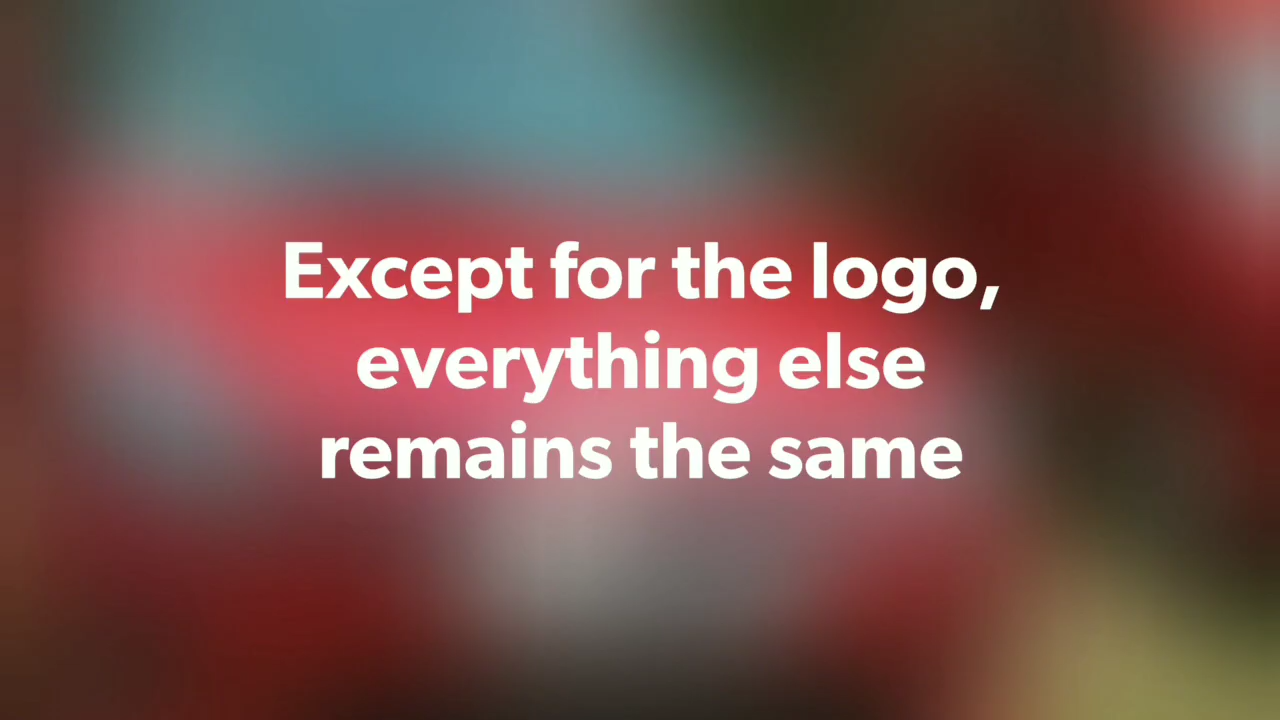 Except for the logo,
everything else
remains the same